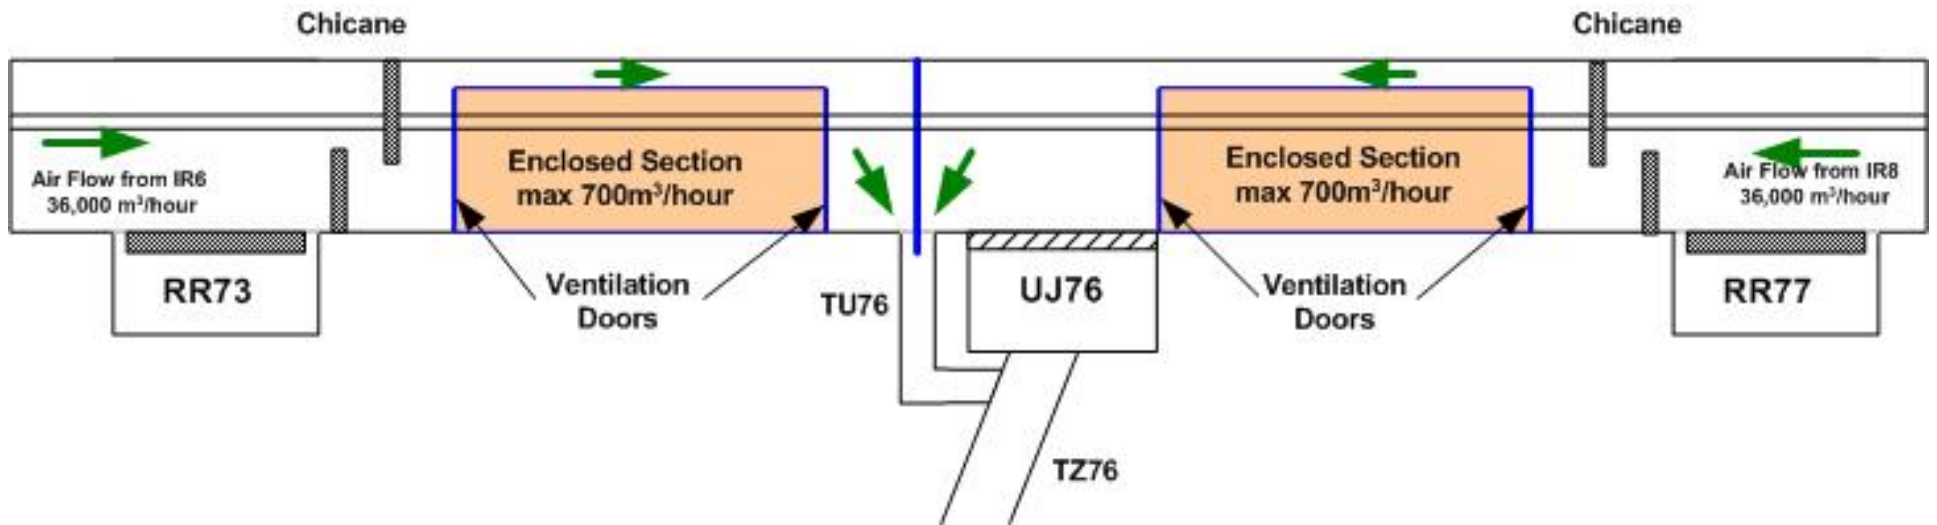 Chicane
Chicane
Air Flow from IR6
36,000 m³/hour
Enclosed Section
max 700m³/hour
Enclosed Section
max 700m³/hour
Air Flow from IR8
36,000 m³/hour
RR73
Ventilation
Doors
TU76
UJ76
Ventilation
Doors
RR77
TZ76